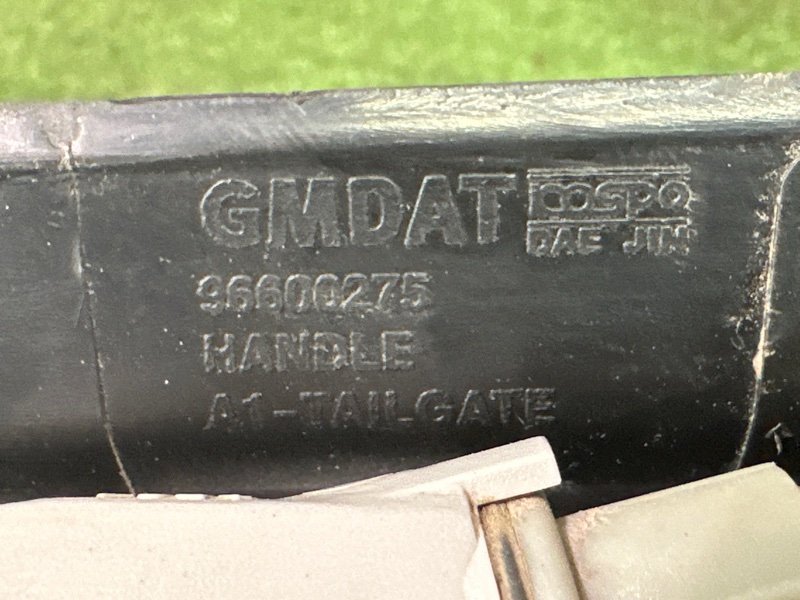 GMDAT COSPO
DAE JIN
96600275
HANDLE
A1-TAILGATE